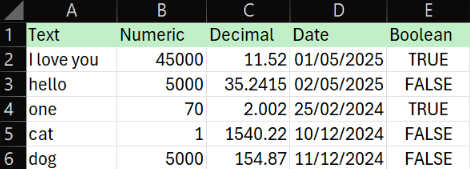 A B C D E
1 Text Numeric Decimal Date Boolean
2 I love you 45000 11.52 01/05/2025 TRUE
3 hello 5000 35.2415 02/05/2025 FALSE
4 one 70 2.002 25/02/2024 TRUE
5 cat 1 1540.22 10/12/2024 FALSE
6 dog 5000 154.87 11/12/2024 FALSE